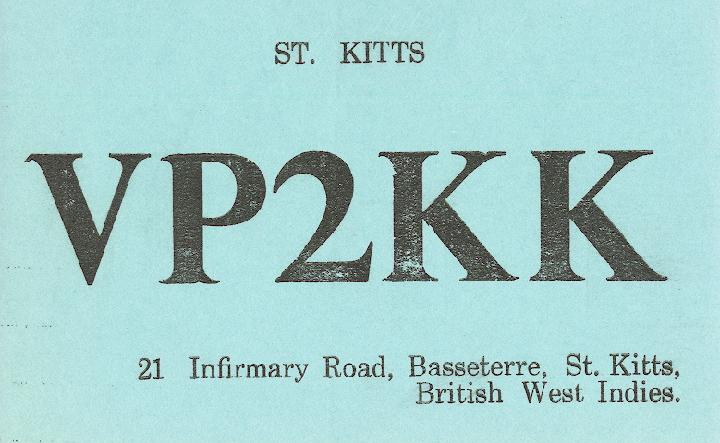 ST. KITTS
VP2KK
21 Infirmary Road, Basseterre, St. Kitts,
British West Indies.